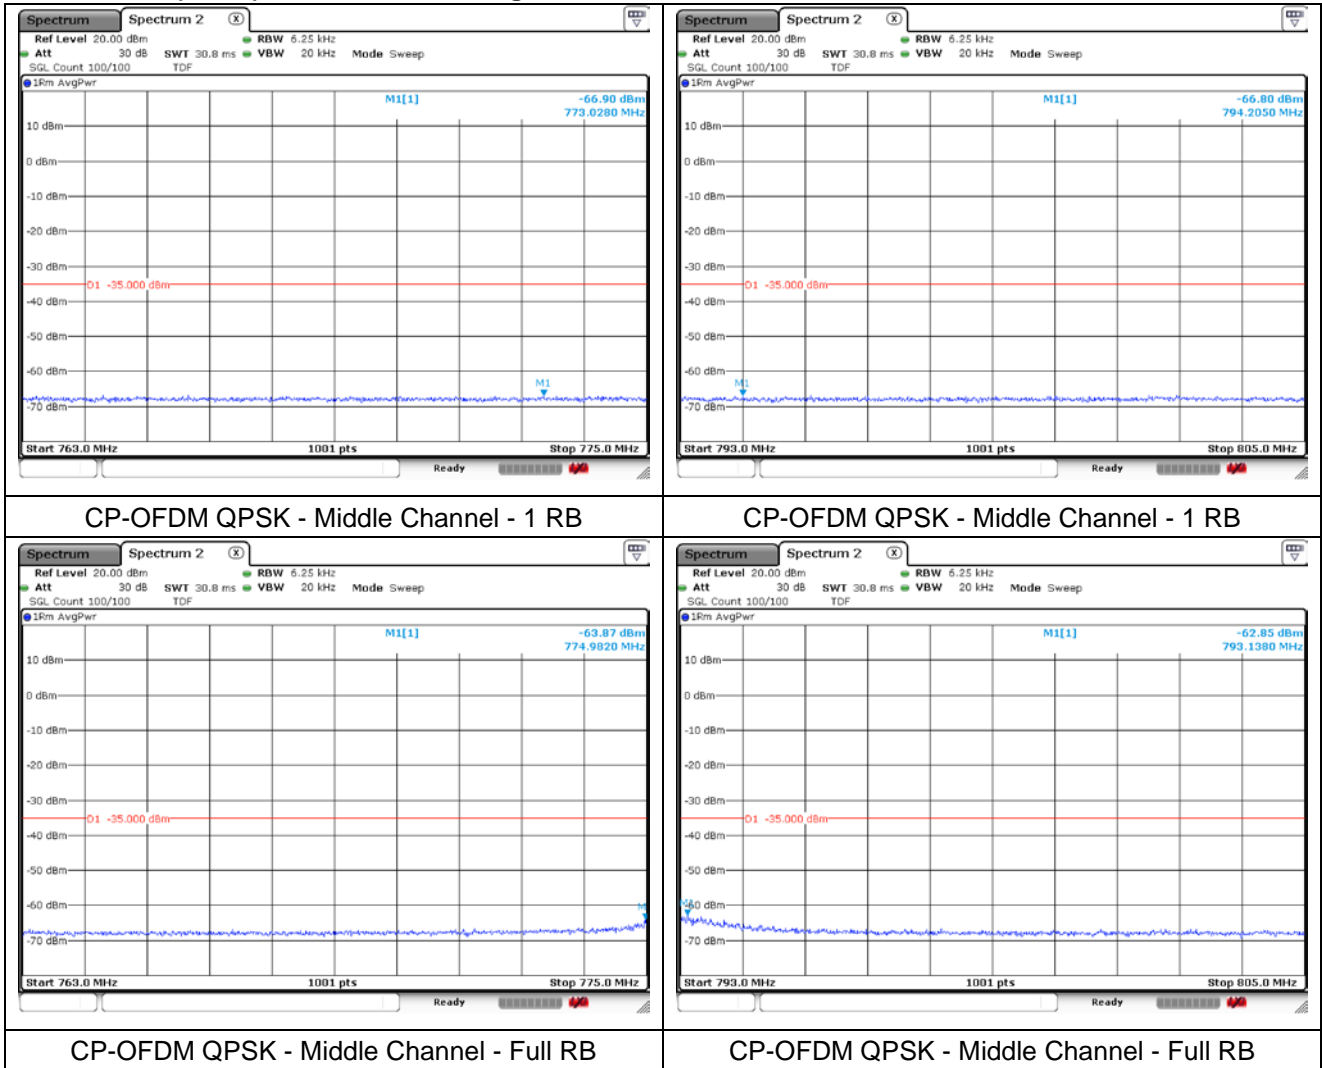 Spectrum Spectrum 2 X
Ref Level 20.00 dBm RBW 6.25 kHz
Att 30 dB SWT 30.8 ms VBW 20 kHz Mode Sweep
SGL Count 100/100 TDF
1Rm AvgPwr
M1[1] -66.90 dBm
773.0280 MHz
10 dBm
0 dBm
-10 dBm
-20 dBm
-30 dBm
D1 -35.000 dBm
-40 dBm
-50 dBm
-60 dBm
M1
-70 dBm
Start 763.0 MHz 1001 pts Stop 775.0 MHz
Ready
Spectrum Spectrum 2 X
Ref Level 20.00 dBm RBW 6.25 kHz
Att 30 dB SWT 30.8 ms VBW 20 kHz Mode Sweep
SGL Count 100/100 TDF
1Rm AvgPwr
M1[1] -66.80 dBm
794.2050 MHz
10 dBm
0 dBm
-10 dBm
-20 dBm
-30 dBm
D1 -35.000 dBm
-40 dBm
-50 dBm
-60 dBm
M1
-70 dBm
Start 793.0 MHz 1001 pts Stop 805.0 MHz
Ready
CP-OFDM QPSK - Middle Channel - 1 RB
CP-OFDM QPSK - Middle Channel - 1 RB
Spectrum Spectrum 2 X
Ref Level 20.00 dBm RBW 6.25 kHz
Att 30 dB SWT 30.8 ms VBW 20 kHz Mode Sweep
SGL Count 100/100 TDF
1Rm AvgPwr
M1[1] -63.87 dBm
774.9820 MHz
10 dBm
0 dBm
-10 dBm
-20 dBm
-30 dBm
D1 -35.000 dBm
-40 dBm
-50 dBm
-60 dBm
-70 dBm
Start 763.0 MHz 1001 pts Stop 775.0 MHz
Ready
Spectrum Spectrum 2 X
Ref Level 20.00 dBm RBW 6.25 kHz
Att 30 dB SWT 30.8 ms VBW 20 kHz Mode Sweep
SGL Count 100/100 TDF
1Rm AvgPwr
M1[1] -62.85 dBm
793.1380 MHz
10 dBm
0 dBm
-10 dBm
-20 dBm
-30 dBm
D1 -35.000 dBm
-40 dBm
-50 dBm
-60 dBm
-70 dBm
Start 793.0 MHz 1001 pts Stop 805.0 MHz
Ready
CP-OFDM QPSK - Middle Channel - Full RB
CP-OFDM QPSK - Middle Channel - Full RB